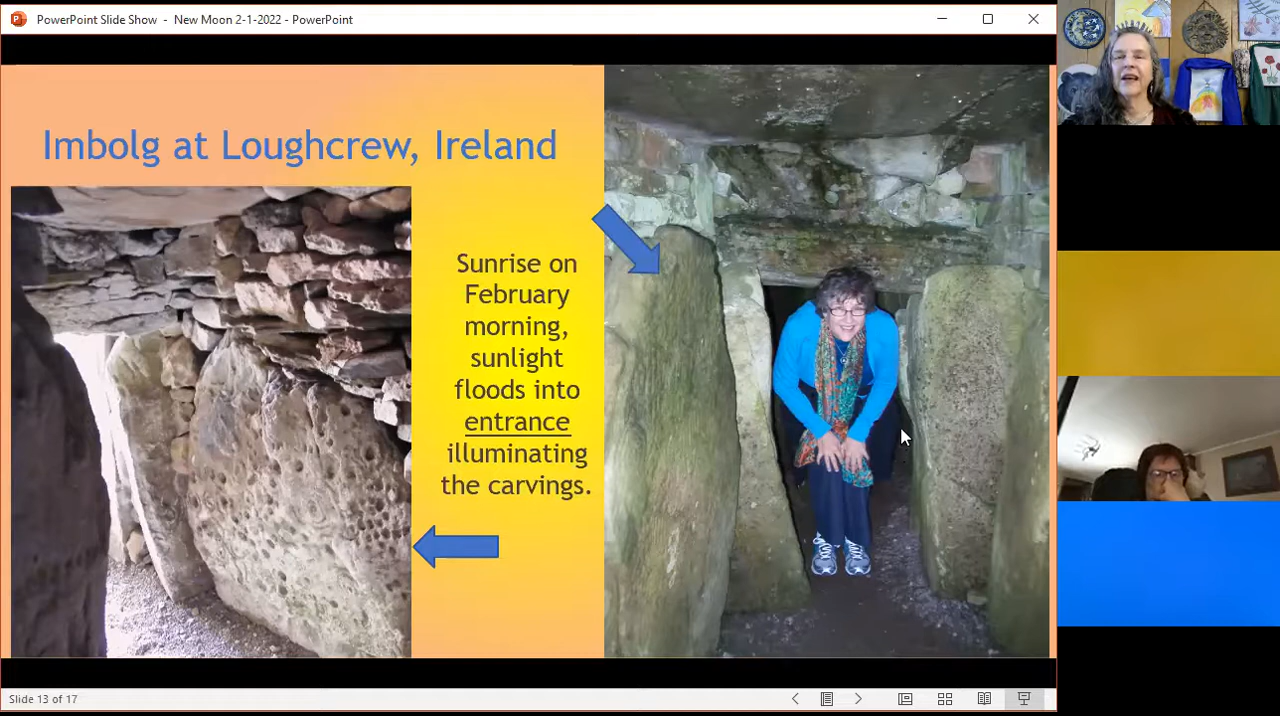 PowerPoint Slide Show - New Moon 2-1-2022 - PowerPoint
Imbolg at Loughcrew, Ireland
Sunrise on
February
morning,
sunlight
floods into
entrance
illuminating
the carvings.
Slide 13 of 17